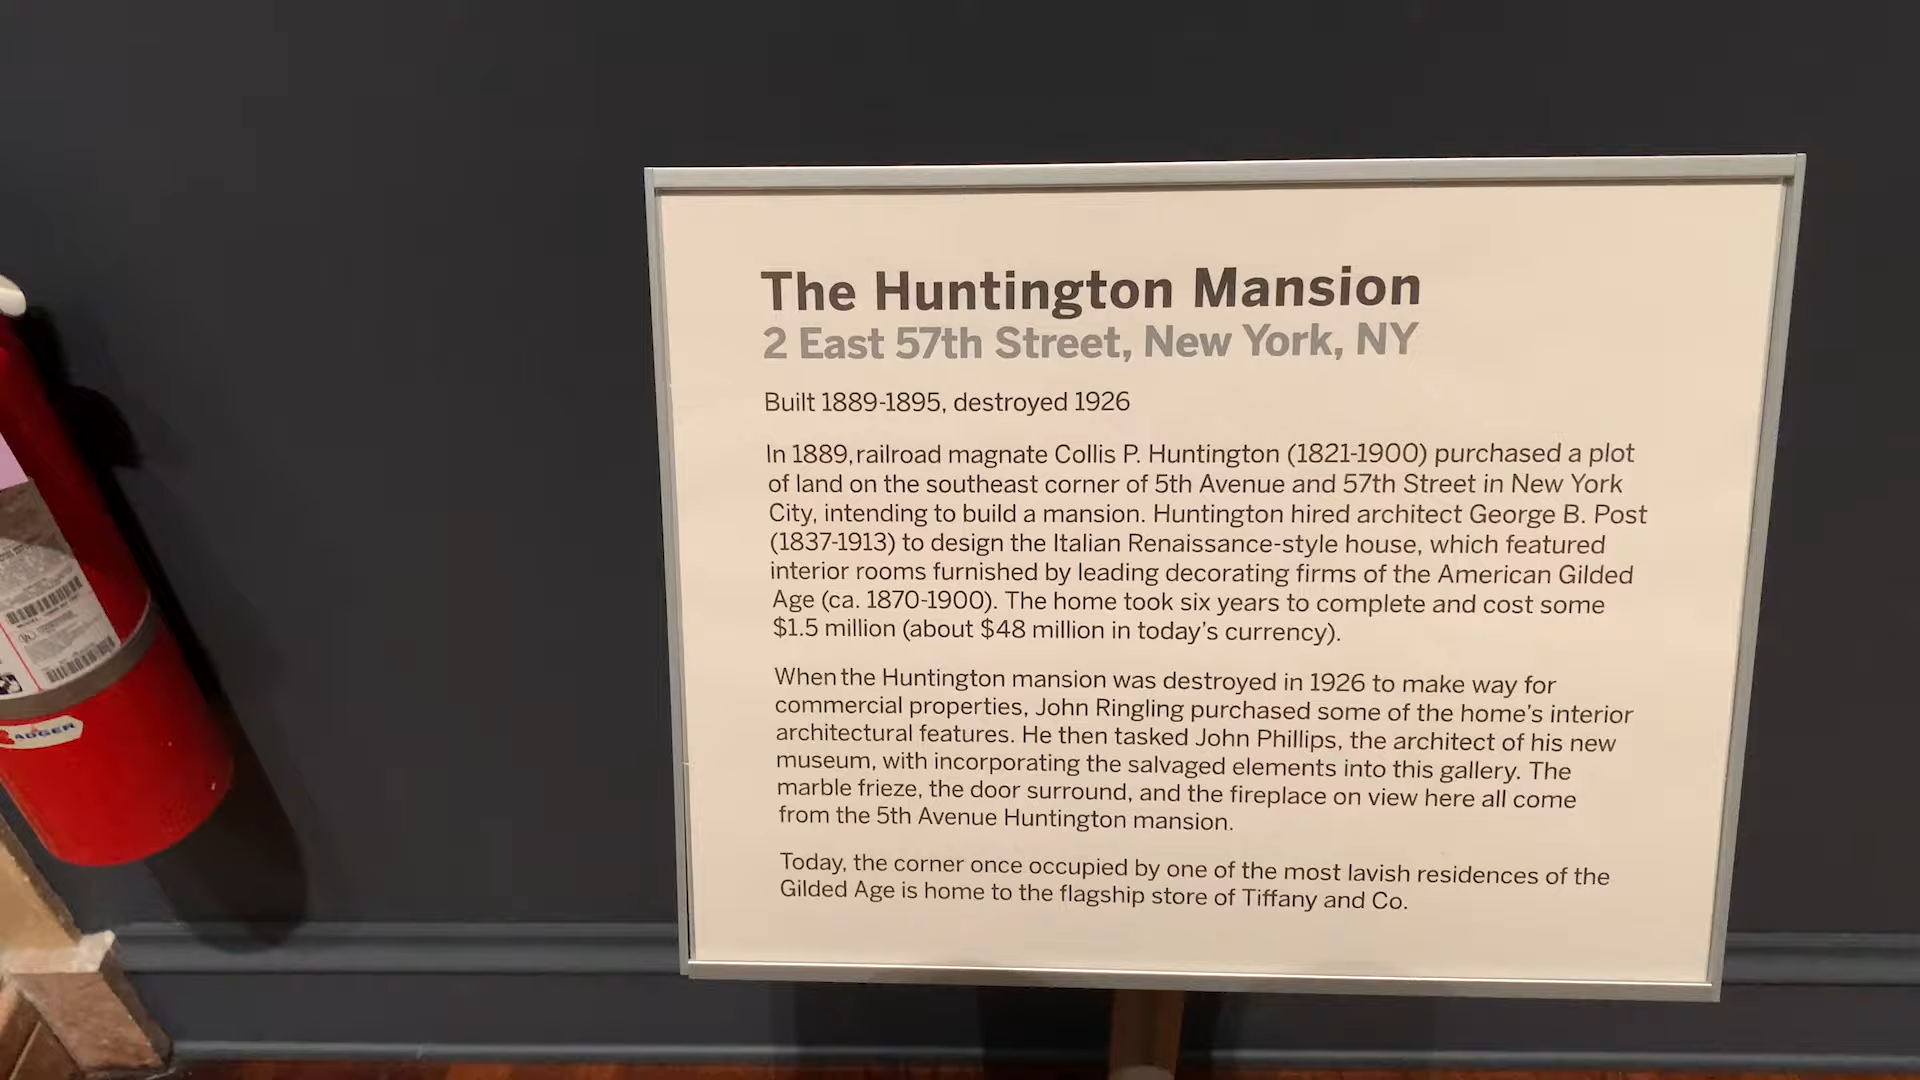 The Huntington Mansion
2 East 57th Street, New York, NY
Built 1889-1895, destroyed 1926
In 1889, railroad magnate Collis P. Huntington (1821-1900) purchased a plot
of land on the southeast corner of 5th Avenue and 57th Street in New York
City, intending to build a mansion. Huntington hired architect George B. Post
(1837-1913) to design the Italian Renaissance-style house, which featured
interior rooms furnished by leading decorating firms of the American Gilded
Age (ca. 1870-1900). The home took six years to complete and cost some
$1.5 million (about $48 million in today's currency).
When the Huntington mansion was destroyed in 1926 to make way for
commercial properties, John Ringling purchased some of the home's interior
architectural features. He then tasked John Phillips, the architect of his new
museum, with incorporating the salvaged elements into this gallery. The
marble frieze, the door surround, and the fireplace on view here all come
from the 5th Avenue Huntington mansion.
Today, the corner once occupied by one of the most lavish residences of the
Gilded Age is home to the flagship store of Tiffany and Co.